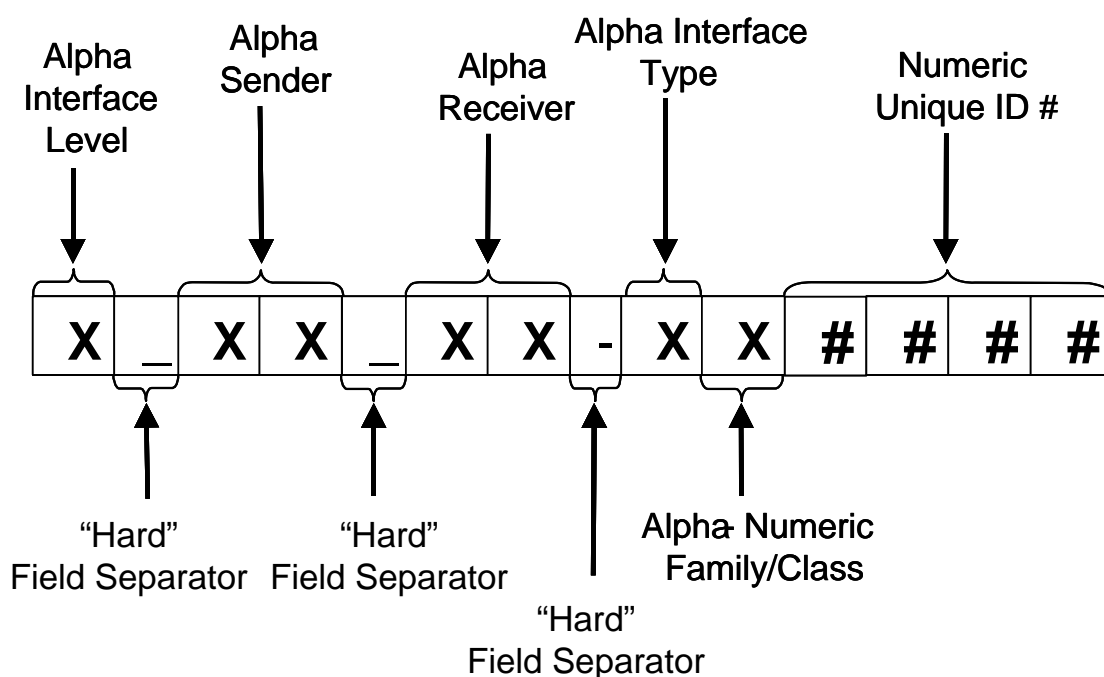 Alpha
Interface
Level
Alpha
Sender
Alpha
Receiver
Alpha Interface
Type
Numeric
Unique ID #
X _ X X _ X X - X X # # # #
“Hard”
Field Separator
“Hard”
Field Separator
“Hard”
Field Separator
Alpha- Numeric
Family/Class